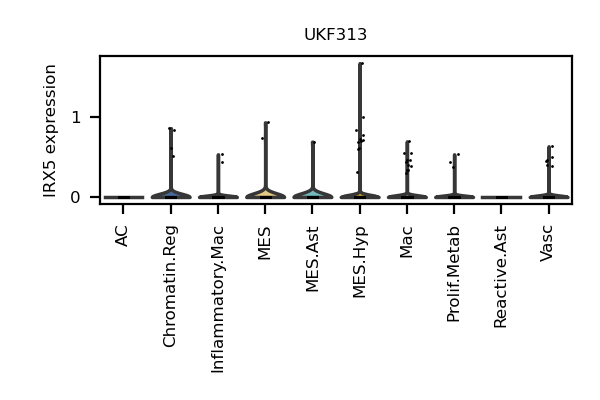 UKF313
IRX5 expression
1
0
AC
Chromatin.Reg
Inflammatory.Mac
MES
MES.Ast
MES.Hyp
Mac
Prolif.Metab
Reactive.Ast
Vasc